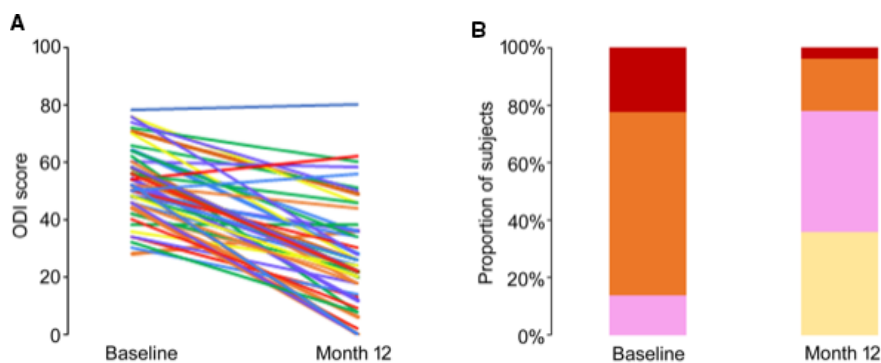 A
ODI score
100
80
60
40
20
0
Baseline
Month 12
B
Proportion of subjects
100%
80%
60%
40%
20%
0%
Baseline
Month 12